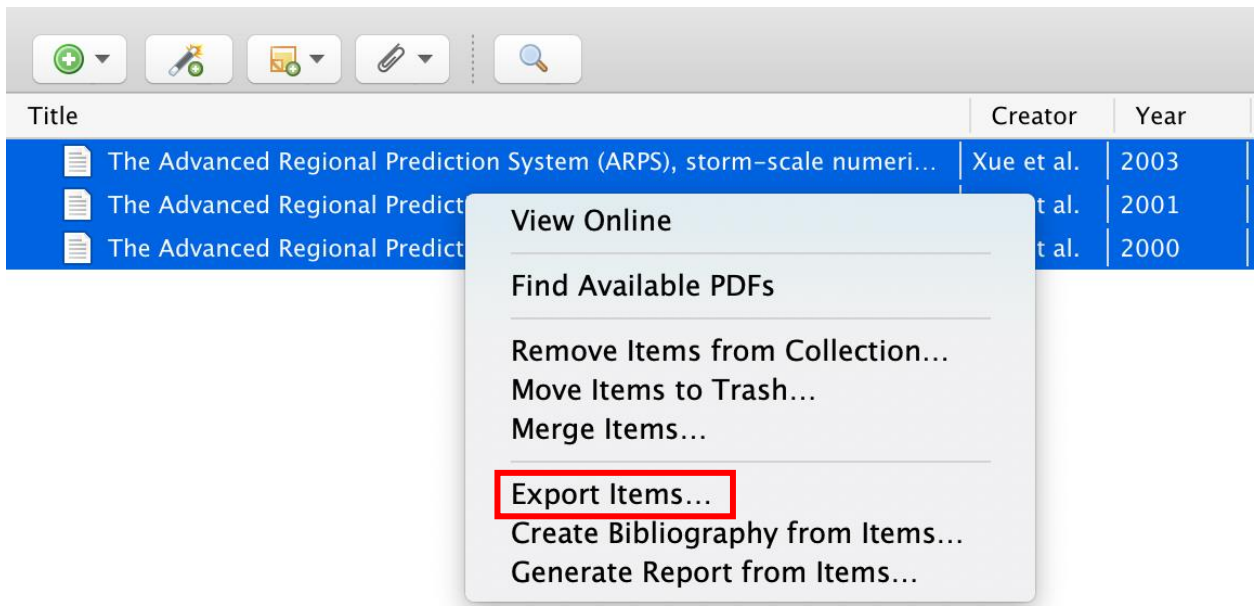 Title Creator Year
The Advanced Regional Prediction System (ARPS), storm-scale numeri... Xue et al. 2003
The Advanced Regional Predict t al. 2001
The Advanced Regional Predict t al. 2000
View Online
Find Available PDFs
Remove Items from Collection...
Move Items to Trash...
Merge Items...
Export Items...
Create Bibliography from Items...
Generate Report from Items...